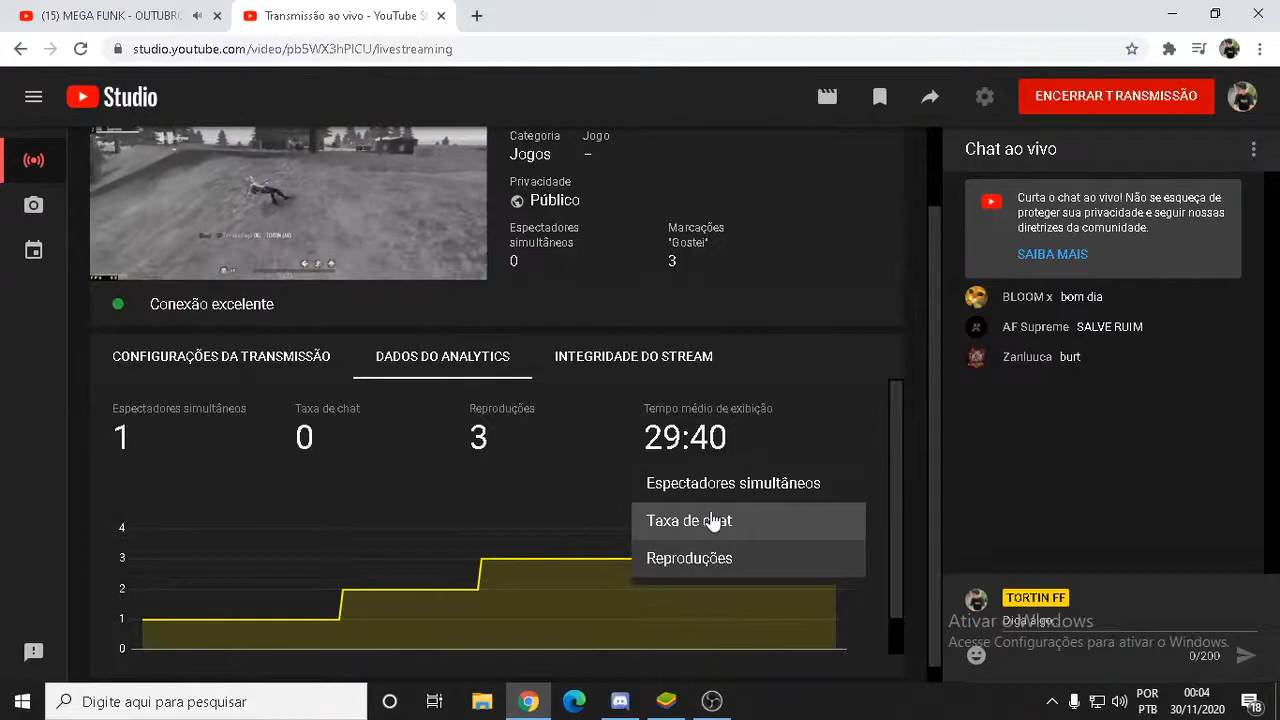 (15) MEGA FUNK - OUTUBRO
Transmissão ao vivo - YouTube St
studio.youtube.com/video/pb5WX3hPICU/livestreaming
Studio
ENCERRAR TRANSMISSÃO
Categoria
Jogo
Jogos
–
Privacidade
Público
Espectadores
simultâneos
0
Marcações
"Gostei"
3
Conexão excelente
CONFIGURAÇÕES DA TRANSMISSÃO
DADOS DO ANALYTICS
INTEGRIDADE DO STREAM
Espectadores simultâneos
1
Taxa de chat
0
Reproduções
3
Tempo médio de exibição
29:40
Espectadores simultâneos
Taxa de chat
Reproduções
4
3
2
1
0
Chat ao vivo
Curta o chat ao vivo! Não se esqueça de
proteger sua privacidade e seguir nossas
diretrizes da comunidade.
SAIBA MAIS
BLOOM x bom dia
AF Supreme SALVE RUIM
Zanluuca burt
TORTIN FF
Diga algo...
Ativar o Windows
Acesse Configurações para ativar o Windows.
0/200
Digite aqui para pesquisar
POR
PTB
00:04
30/11/2020
18